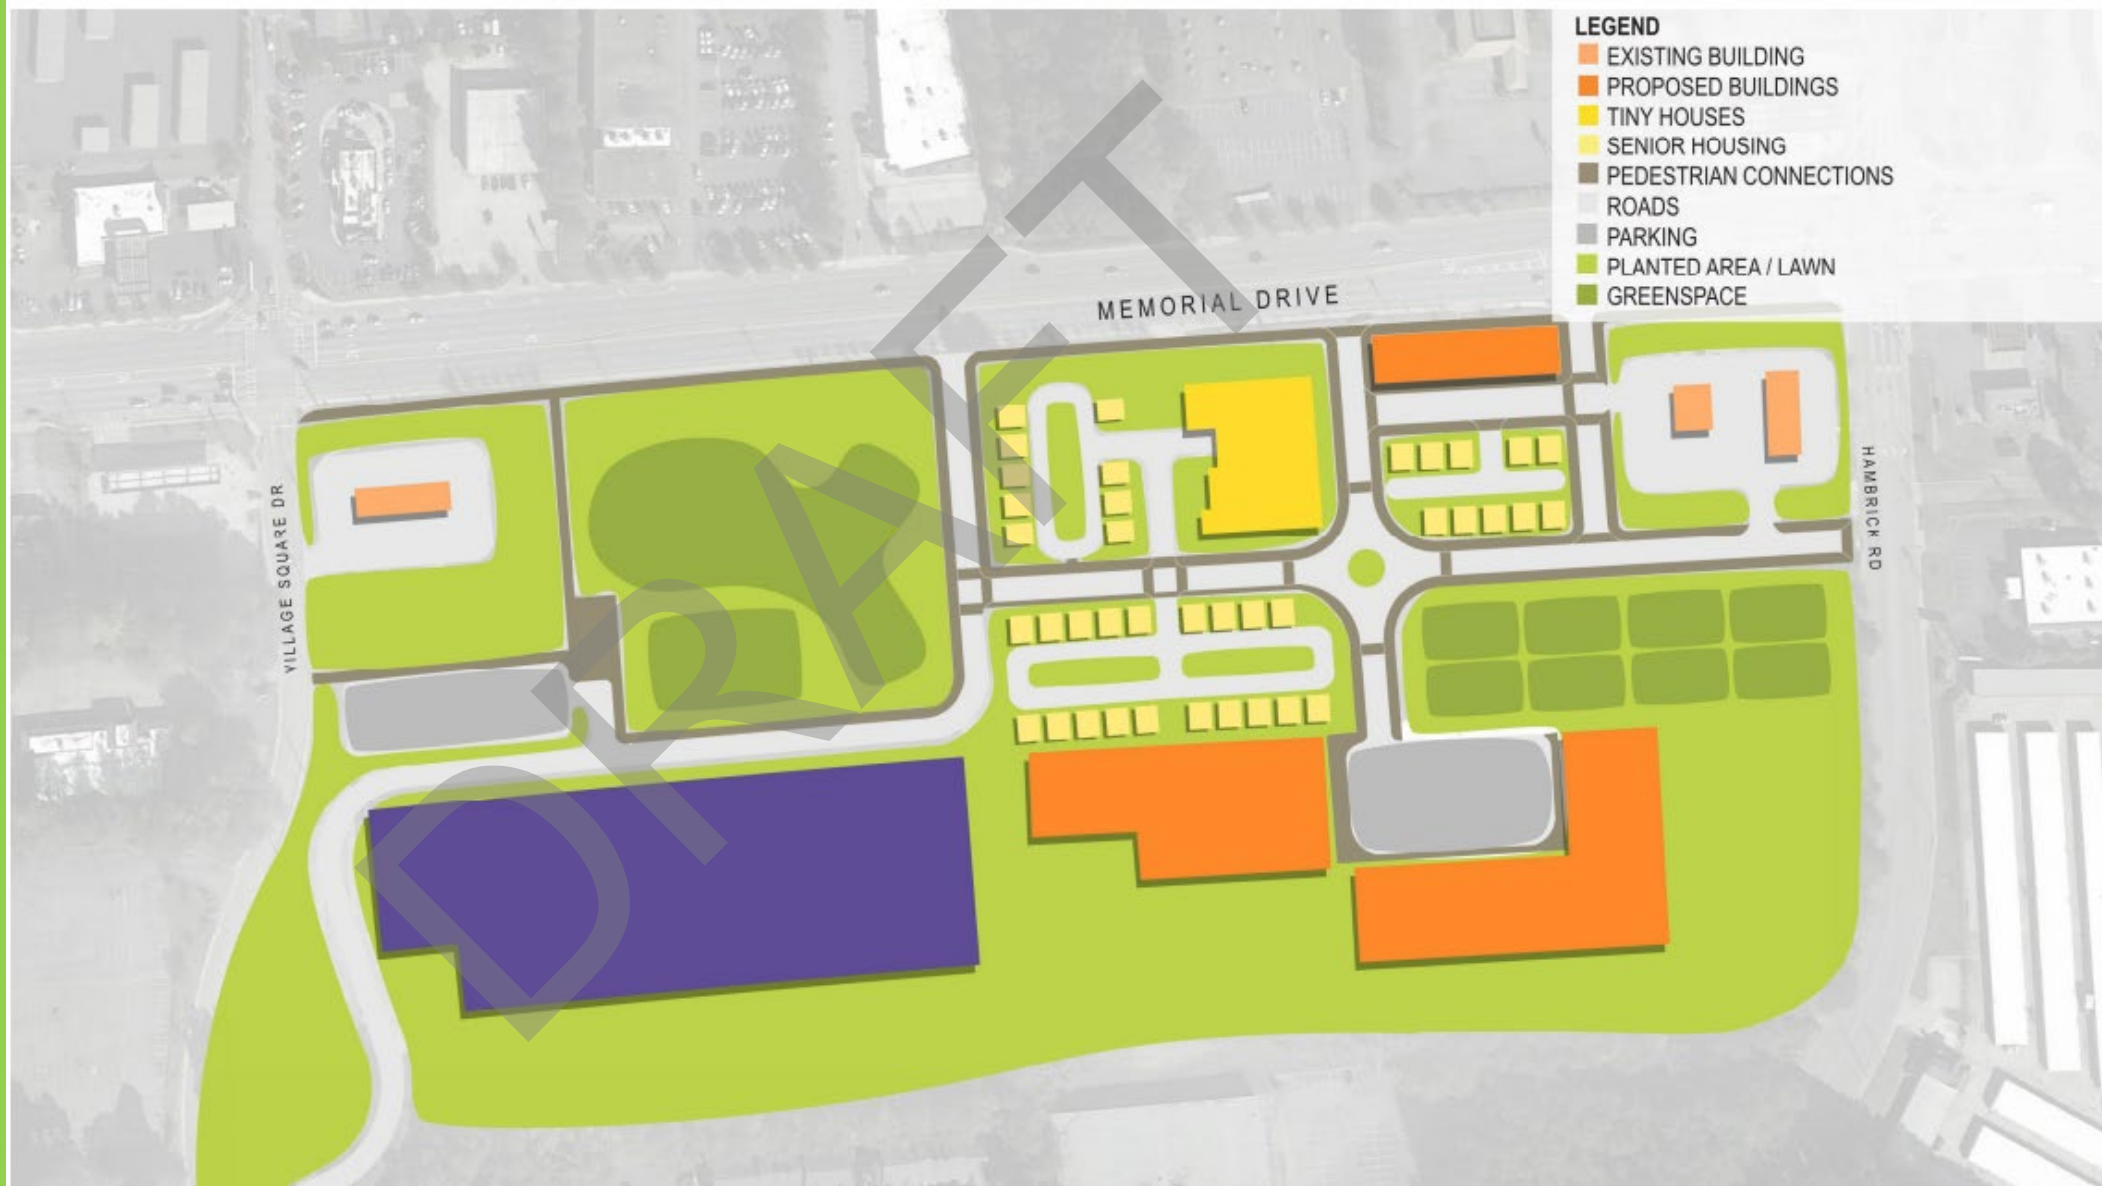 LEGEND
EXISTING BUILDING
PROPOSED BUILDINGS
TINY HOUSES
SENIOR HOUSING
PEDESTRIAN CONNECTIONS
ROADS
PARKING
PLANTED AREA / LAWN
GREENSPACE
MEMORIAL DRIVE
VILLAGE SQUARE DR
HAMBRICK RD
DRAFT